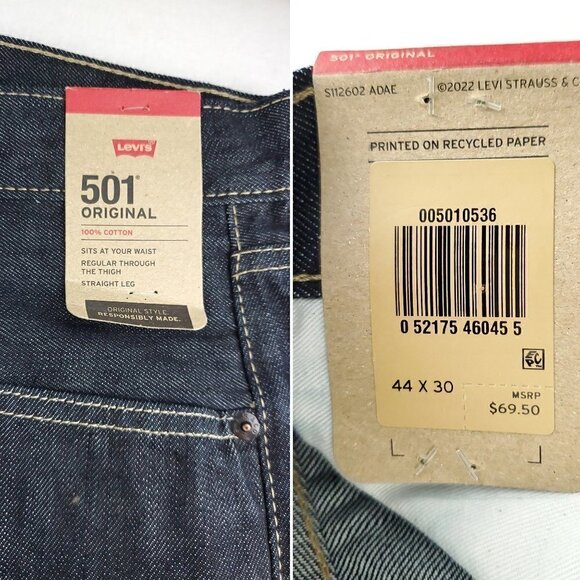 Levi's
501®
ORIGINAL
100% COTTON
SITS AT YOUR WAIST
REGULAR THROUGH
THE THIGH
STRAIGHT LEG
ORIGINAL STYLE
RESPONSIBLY MADE.
501® ORIGINAL
S112602 ADAE ©2022 LEVI STRAUSS & C
PRINTED ON RECYCLED PAPER
005010536
0 52175 46045 5
44 X 30
MSRP
$69.50